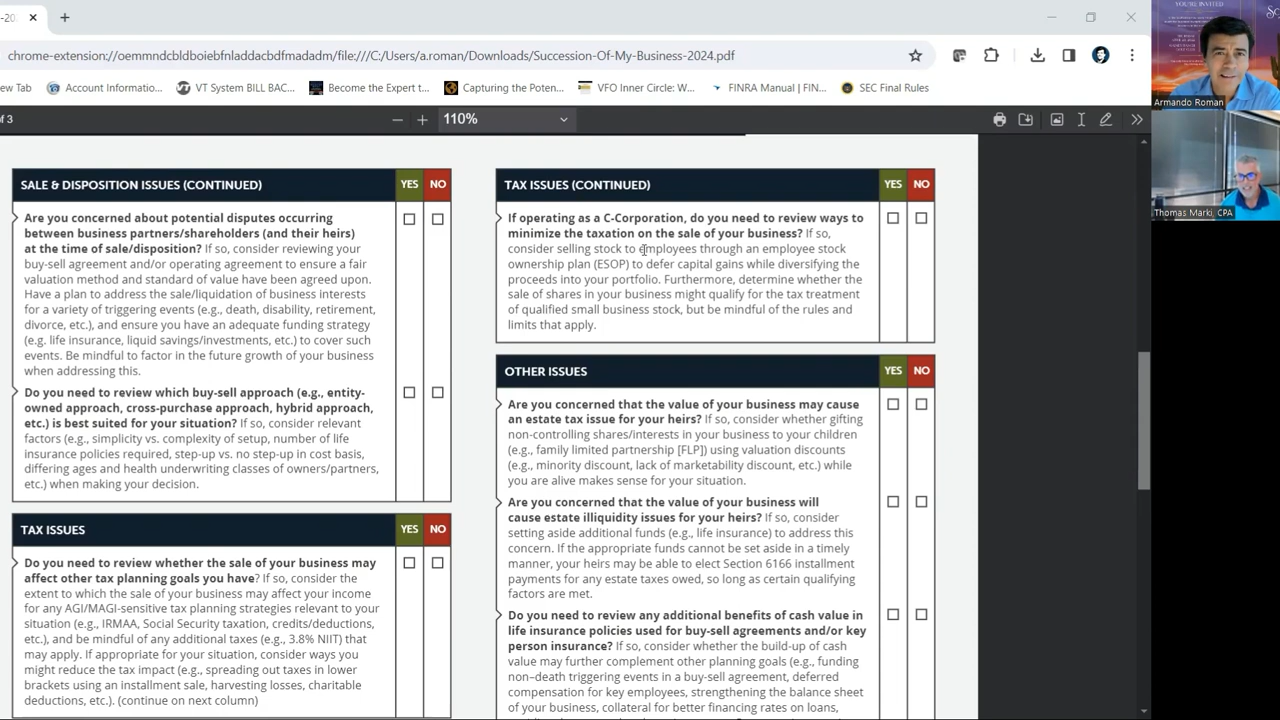 -20
chrome-extension://oemmndcbldboiebfnladdacbdfmadadm/file:///C:/Users/a.roman/
uccession-Of-My-Business-2024.pdf
ew Tab
Account Informatio...
VT System BILL BAC...
Become the Expert t...
Capturing the Poten...
VFO Inner Circle: W...
FINRA Manual | FIN...
SEC Final Rules
of 3
110%
SALE & DISPOSITION ISSUES (CONTINUED) YES NO
Are you concerned about potential disputes occurring
between business partners/shareholders (and their heirs)
at the time of sale/disposition? If so, consider reviewing your
buy-sell agreement and/or operating agreement to ensure a fair
valuation method and standard of value have been agreed upon.
Have a plan to address the sale/liquidation of business interests
for a variety of triggering events (e.g., death, disability, retirement,
divorce, etc.), and ensure you have an adequate funding strategy
(e.g. life insurance, liquid savings/investments, etc.) to cover such
events. Be mindful to factor in the future growth of your business
when addressing this.
Do you need to review which buy-sell approach (e.g., entity-
owned approach, cross-purchase approach, hybrid approach,
etc.) is best suited for your situation? If so, consider relevant
factors (e.g., simplicity vs. complexity of setup, number of life
insurance policies required, step-up vs. no step-up in cost basis,
differing ages and health underwriting classes of owners/partners,
etc.) when making your decision.
TAX ISSUES YES NO
Do you need to review whether the sale of your business may
affect other tax planning goals you have? If so, consider the
extent to which the sale of your business may affect your income
for any AGI/MAGI-sensitive tax planning strategies relevant to your
situation (e.g., IRMAA, Social Security taxation, credits/deductions,
etc.), and be mindful of any additional taxes (e.g., 3.8% NIIT) that
may apply. If appropriate for your situation, consider ways you
might reduce the tax impact (e.g., spreading out taxes in lower
brackets using an installment sale, harvesting losses, charitable
deductions, etc.). (continue on next column)
TAX ISSUES (CONTINUED) YES NO
If operating as a C-Corporation, do you need to review ways to
minimize the taxation on the sale of your business? If so,
consider selling stock to employees through an employee stock
ownership plan (ESOP) to defer capital gains while diversifying the
proceeds into your portfolio. Furthermore, determine whether the
sale of shares in your business might qualify for the tax treatment
of qualified small business stock, but be mindful of the rules and
limits that apply.
OTHER ISSUES YES NO
Are you concerned that the value of your business may cause
an estate tax issue for your heirs? If so, consider whether gifting
non-controlling shares/interests in your business to your children
(e.g., family limited partnership [FLP]) using valuation discounts
(e.g., minority discount, lack of marketability discount, etc.) while
you are alive makes sense for your situation.
Are you concerned that the value of your business will
cause estate illiquidity issues for your heirs? If so, consider
setting aside additional funds (e.g., life insurance) to address this
concern. If the appropriate funds cannot be set aside in a timely
manner, your heirs may be able to elect Section 6166 installment
payments for any estate taxes owed, so long as certain qualifying
factors are met.
Do you need to review any additional benefits of cash value in
life insurance policies used for buy-sell agreements and/or key
person insurance? If so, consider whether the build-up of cash
value may further complement other planning goals (e.g., funding
non–death triggering events in a buy-sell agreement, deferred
compensation for key employees, strengthening the balance sheet
of your business, collateral for better financing rates on loans,
YOU'RE INVITED
Armando Roman
Thomas Marki, CPA